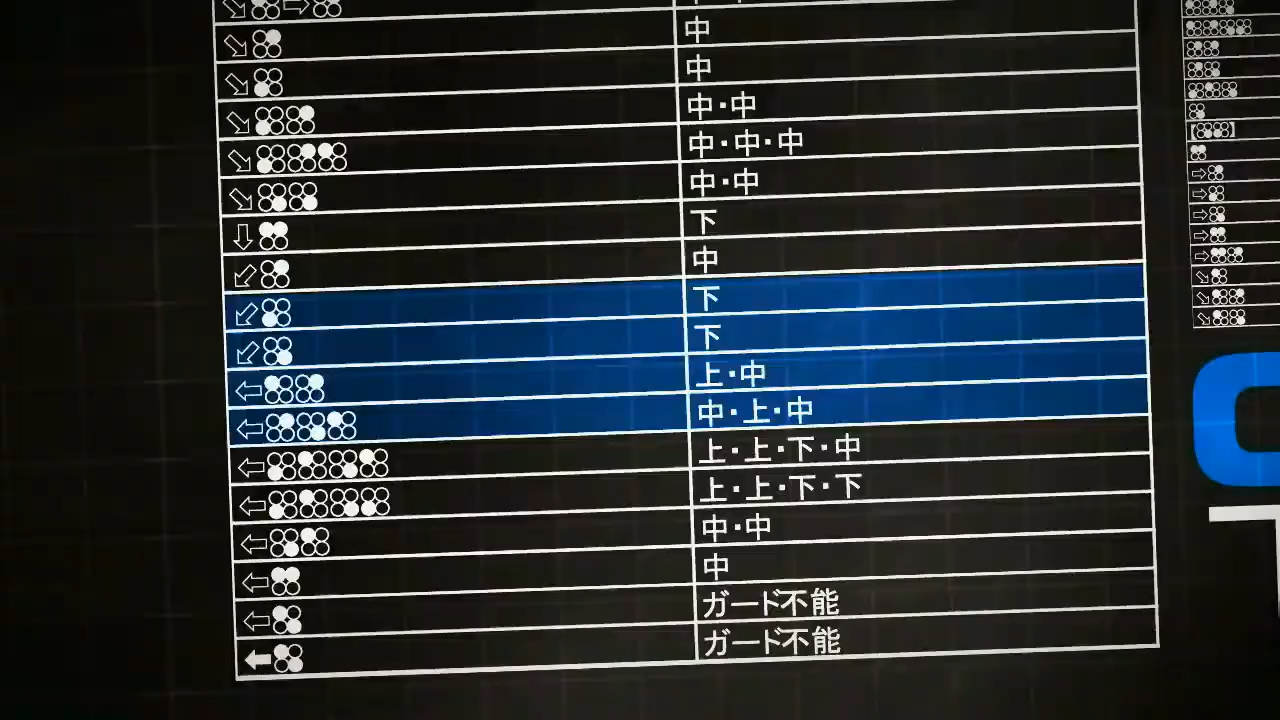 中
中
中・中
中・中・中
中・中
下
中
下
下
上・中
中・上・中
上・上・下・中
上・上・下・下
中・中
中
ガード不能
ガード不能